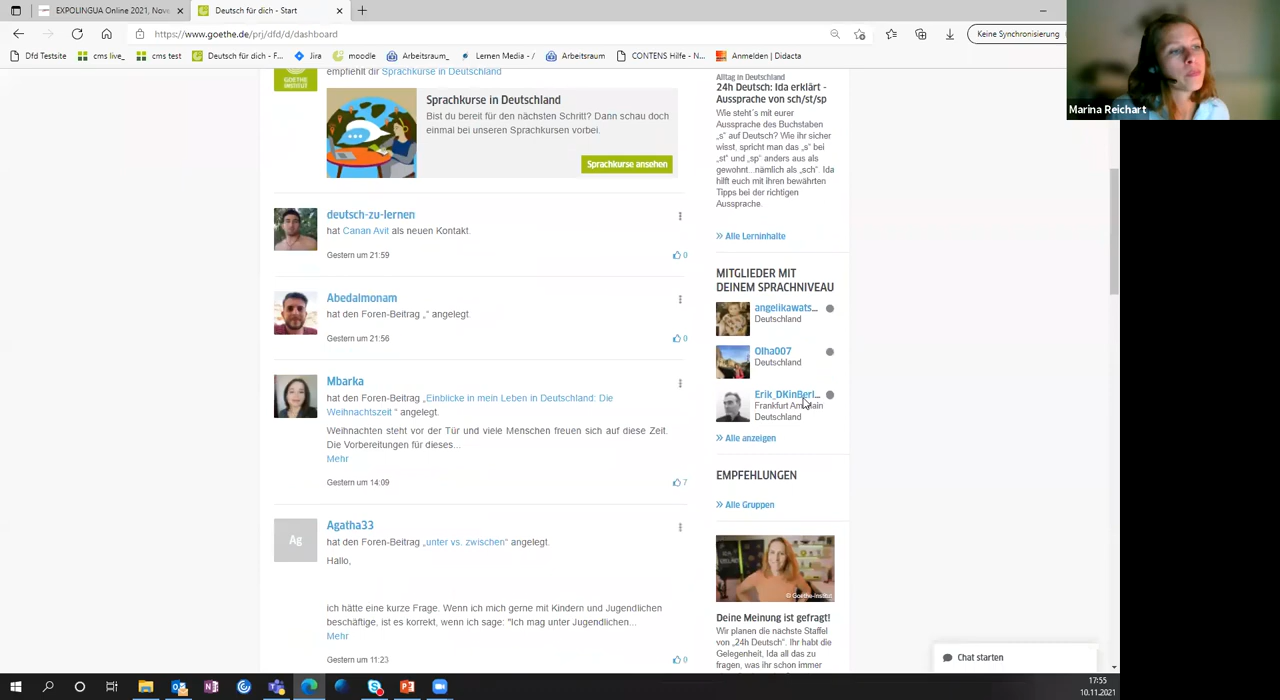 EXPOLINGUA Online 2021, Nove
Deutsch für dich - Start
https://www.goethe.de/prj/dfd/d/dashboard
Keine Synchronisierung
Dfd Testsite
cms live_
cms test
Deutsch für dich - F...
Jira
moodle
Arbeitsraum_
Lernen Media - /
Arbeitsraum
CONTENS Hilfe - N...
Anmelden | Didacta
Marina Reichart
GOETHE
INSTITUT
empfiehlt dir Sprachkurse in Deutschland
Sprachkurse in Deutschland
Bist du bereit für den nächsten Schritt? Dann schau doch
einmal bei unseren Sprachkursen vorbei.
Sprachkurse ansehen
deutsch-zu-lernen
hat Canan Avit als neuen Kontakt.
Gestern um 21:59
0
Abedalmonam
hat den Foren-Beitrag „“ angelegt
Gestern um 21:56
0
Mbarka
hat den Foren-Beitrag „Einblicke in mein Leben in Deutschland: Die
Weihnachtszeit “ angelegt.
Weihnachten steht vor der Tür und viele Menschen freuen sich auf diese Zeit.
Die Vorbereitungen für dieses...
Mehr
Gestern um 14:09
7
Ag
Agatha33
hat den Foren-Beitrag „unter vs. zwischen“ angelegt.
Hallo,
ich hätte eine kurze Frage. Wenn ich mich gerne mit Kindern und Jugendlichen
beschäftige, ist es korrekt, wenn ich sage: "Ich mag unter Jugendlichen...
Mehr
Gestern um 11:23
0
Alltag in Deutschland
24h Deutsch: Ida erklärt -
Aussprache von sch/st/sp
Wie steht´s mit eurer
Aussprache des Buchstaben
„s“ auf Deutsch? Wie ihr sicher
wisst, spricht man das „s“ bei
„st“ und „sp“ anders aus als
gewohnt...nämlich als „sch“. Ida
hilft euch mit ihren bewährten
Tipps bei der richtigen
Aussprache.
» Alle Lerninhalte
MITGLIEDER MIT
DEINEM SPRACHNIVEAU
angelikawats...
Deutschland
Olha007
Deutschland
Erik_DKinBerl...
Frankfurt Am Main
Deutschland
» Alle anzeigen
EMPFEHLUNGEN
» Alle Gruppen
© Goethe-Institut
Deine Meinung ist gefragt!
Wir planen die nächste Staffel
von „24h Deutsch“. Ihr habt die
Gelegenheit, Ida all das zu
fragen, was ihr schon immer
Chat starten
17:55
10.11.2021